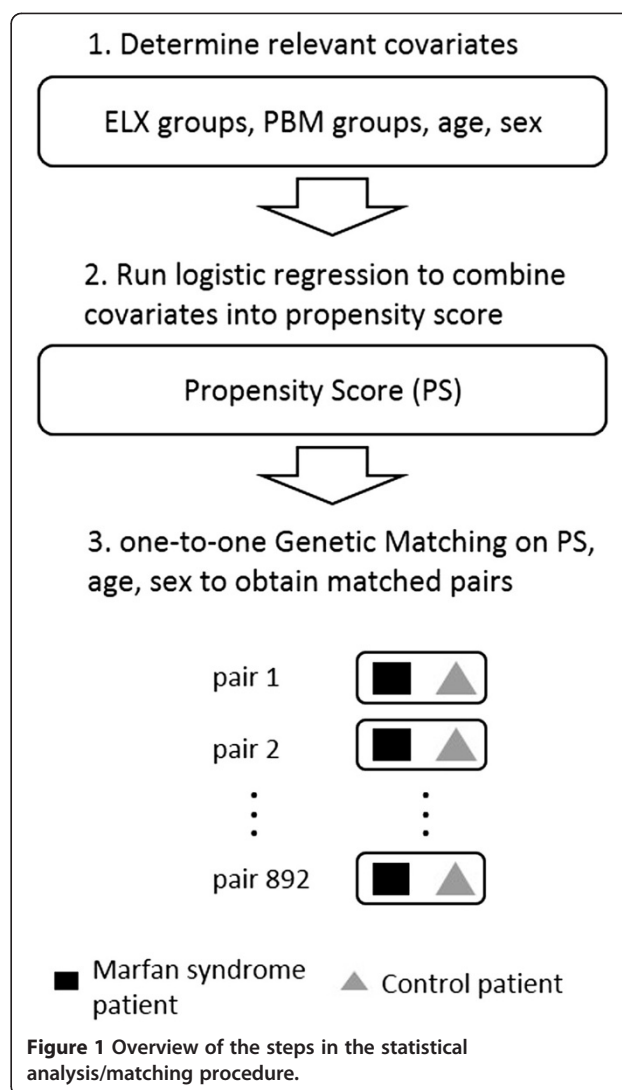 1. Determine relevant covariates
ELX groups, PBM groups, age, sex
2. Run logistic regression to combine
covariates into propensity score
Propensity Score (PS)
3. one-to-one Genetic Matching on PS,
age, sex to obtain matched pairs
pair 1
pair 2
pair 892
Marfan syndrome
patient
Control patient
Figure 1 Overview of the steps in the statistical
analysis/matching procedure.